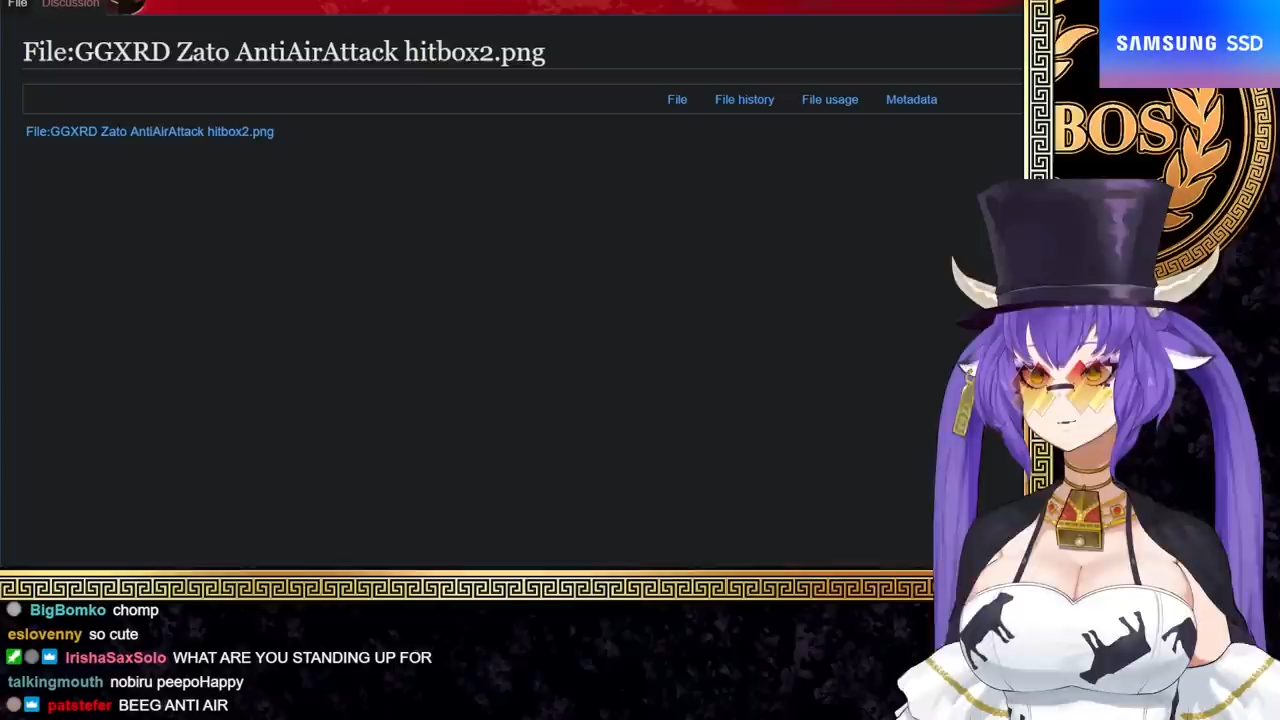 File Discussion
SAMSUNG SSD
File:GGXRD Zato AntiAirAttack hitbox2.png
File File history File usage Metadata
BOS
File:GGXRD Zato AntiAirAttack hitbox2.png
BigBomko chomp
eslovenny so cute
IrishaSaxSolo WHAT ARE YOU STANDING UP FOR
talkingmouth nobiru peepoHappy
patstefer BEEG ANTI AIR